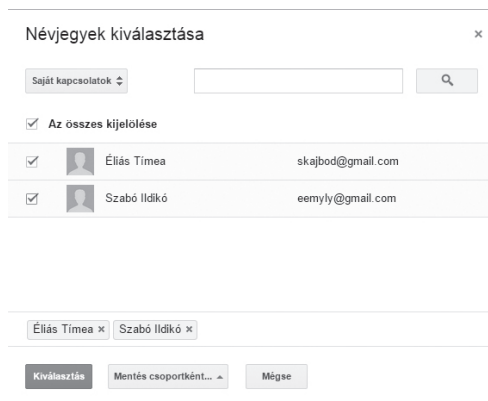 Névjegyek kiválasztása
Saját kapcsolatok
Az összes kijelölése
Éliás Tímea skajbod@gmail.com
Szabó Ildikó eemyly@gmail.com
Éliás Tímea × Szabó Ildikó ×
Kiválasztás Mentés csoportként... Mégse